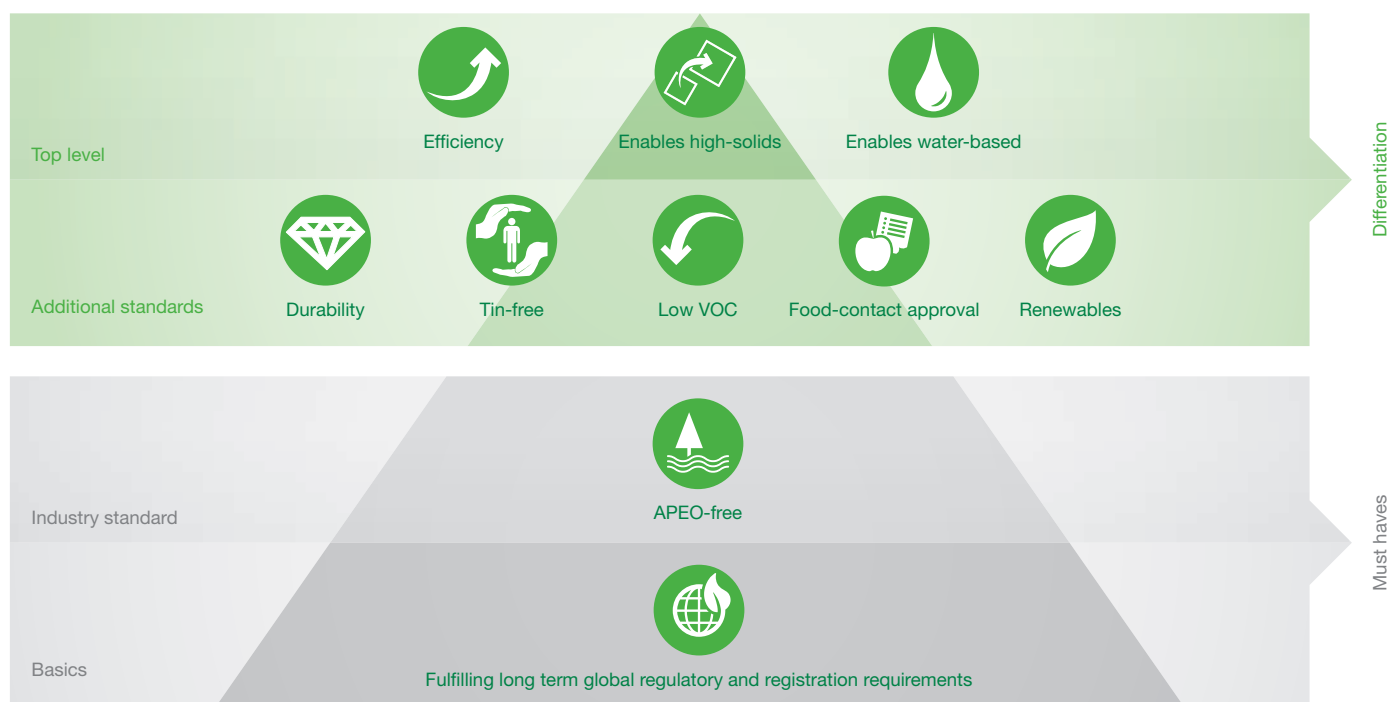 Efficiency
Enables high-solids
Enables water-based
Top level
Differentiation
Durability
Tin-free
Low VOC
Food-contact approval
Renewables
Additional standards
APEO-free
Industry standard
Must haves
Basics
Fulfilling long term global regulatory and registration requirements